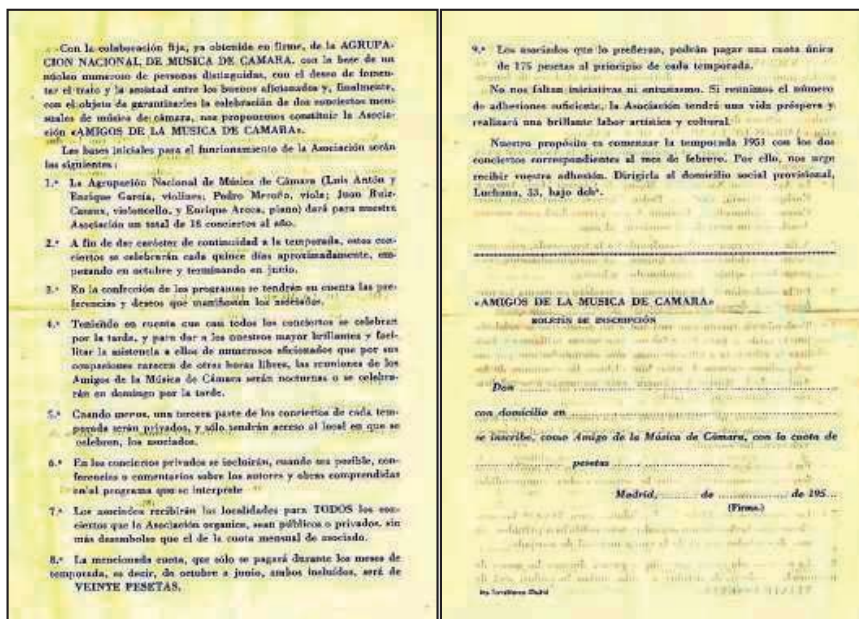 Con la colaboración fija, ya obtenida en firme, de la AGRUPA-
CION NACIONAL DE MUSICA DE CAMARA, con la base de un
núcleo numeroso de personas distinguidas, con el deseo de fomen-
tar el trato y la amistad entre los buenos aficionados y, finalmente,
con el objeto de garantizarles la celebración de dos conciertos men-
suales de música de cámara, nos proponemos constituir la Asocia-
ción «AMIGOS DE LA MUSICA DE CAMARA».
Las bases iniciales para el funcionamiento de la Asociación serán
las siguientes:
1.ª La Agrupación Nacional de Música de Cámara (Luis Antón y
Enrique García, violines; Pedro Meroño, viola; Juan Ruiz-
Casaux, violoncello, y Enrique Aroca, piano) dará para nuestra
Asociación un total de 18 conciertos al año.
2.ª A fin de dar carácter de continuidad a la temporada, estos con-
ciertos se celebrarán cada quince días aproximadamente, em-
pezando en octubre y terminando en junio.
3.ª En la confección de los programas se tendrán en cuenta las pre-
ferencias y deseos que manifiesten los asociados.
4.ª Teniendo en cuenta que casi todos los conciertos se celebran
por la tarde, y para dar a los nuestros mayor brillantez y faci-
litar la asistencia a ellos de numerosos aficionados que por sus
ocupaciones carecen de otras horas libres, las reuniones de los
Amigos de la Música de Cámara serán nocturnas o se celebra-
rán en domingo por la tarde.
5.ª Cuando menos, una tercera parte de los conciertos de cada tem-
porada serán privados, y sólo tendrán acceso al local en que se
celebren, los asociados.
6.ª En los conciertos privados se incluirán, cuando sea posible, con-
ferencias o comentarios sobre los autores y obras comprendidas
en el programa que se interprete
7.ª Los asociados recibirán las localidades para TODOS los con-
ciertos que la Asociación organice, sean públicos o privados, sin
más desembolso que el de la cuota mensual de asociado.
8.ª La mencionada cuota, que sólo se pagará durante los meses de
temporada, es decir, de octubre a junio, ambos incluídos, será de
VEINTE PESETAS.
9.ª Los asociados que lo prefieran, podrán pagar una cuota única
de 175 pesetas al principio de cada temporada.
No nos faltan iniciativas ni entusiasmo. Si reunimos el número
de adhesiones suficiente, la Asociación tendrá una vida próspera y
realizará una brillante labor artística y cultural.
Nuestro propósito es comenzar la temporada 1951 con los dos
conciertos correspondientes al mes de febrero. Por ello, nos urge
recibir vuestra adhesión. Dirigirla al domicilio social provisional,
Luchana, 33, bajo dchª.
«AMIGOS DE LA MUSICA DE CAMARA»
BOLETÍN DE INSCRIPCIÓN
Don
con domicilio en
se inscribe, como Amigo de la Música de Cámara, con la cuota de
pesetas
Madrid, de de 195...
(Firma.)